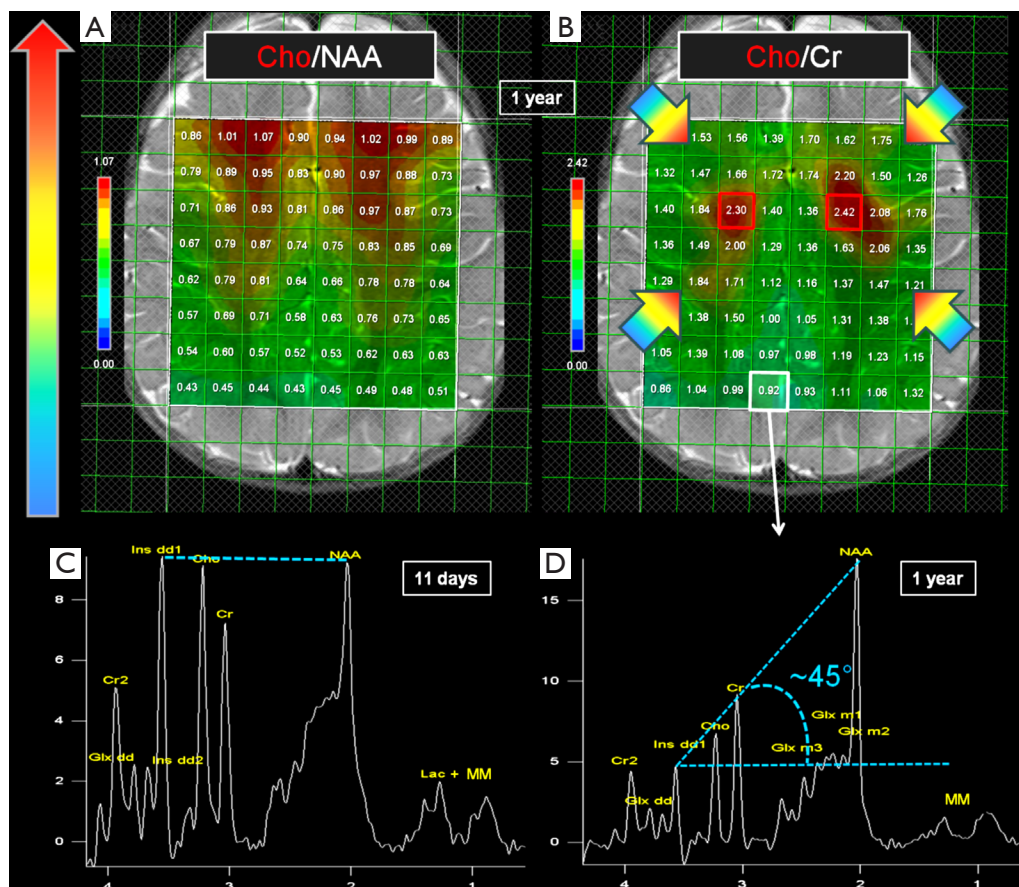 A
Cho/NAA
B
Cho/Cr
1 year
1.07
0.00
0.86 1.01 1.07 0.90 0.94 1.02 0.99 0.89
0.79 0.89 0.95 0.83 0.90 0.97 0.88 0.73
0.71 0.86 0.93 0.81 0.86 0.97 0.87 0.73
0.67 0.79 0.87 0.74 0.75 0.83 0.85 0.69
0.62 0.79 0.81 0.64 0.66 0.78 0.78 0.64
0.57 0.69 0.71 0.58 0.63 0.76 0.73 0.65
0.54 0.60 0.57 0.52 0.53 0.62 0.63 0.63
0.43 0.45 0.44 0.43 0.45 0.49 0.48 0.51
2.42
0.00
1.53 1.56 1.39 1.70 1.62 1.75
1.32 1.47 1.66 1.72 1.74 2.20 1.50 1.26
1.40 1.84 2.30 1.40 1.36 2.42 2.08 1.76
1.36 1.49 2.00 1.29 1.36 1.63 2.06 1.35
1.29 1.84 1.71 1.12 1.16 1.37 1.47 1.21
1.38 1.50 1.00 1.05 1.31 1.38 1.
1.05 1.39 1.08 0.97 0.98 1.19 1.23 1.15
0.86 1.04 0.99 0.92 0.93 1.11 1.06 1.32
C
11 days
Ins dd1
Cho
NAA
Cr
Cr2
Glx dd
Ins dd2
Lac + MM
8
6
4
2
0
4 3 2 1
D
1 year
NAA
~45°
Cr
Cho
Glx m1
Glx m2
Glx m3
Ins dd1
Cr2
Glx dd
MM
15
10
5
0
4 3 2 1